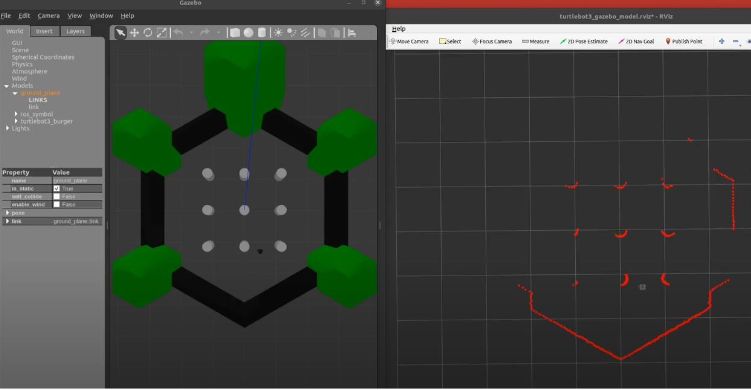 Gazebo
File Edit Camera View Window Help
World Insert Layers
GUI
Scene
Spherical Coordinates
Physics
Atmosphere
Wind
Models
ground_plane
LINKS
link
ros_symbol
turtlebot3_burger
Lights
Property Value
name ground_plane
is_static True
self_collide False
enable_wind False
pose
link ground_plane::link
turtlebot3_gazebo_model.rviz* - RViz
Help
Move Camera Select Focus Camera Measure 2D Pose Estimate 2D Nav Goal Publish Point